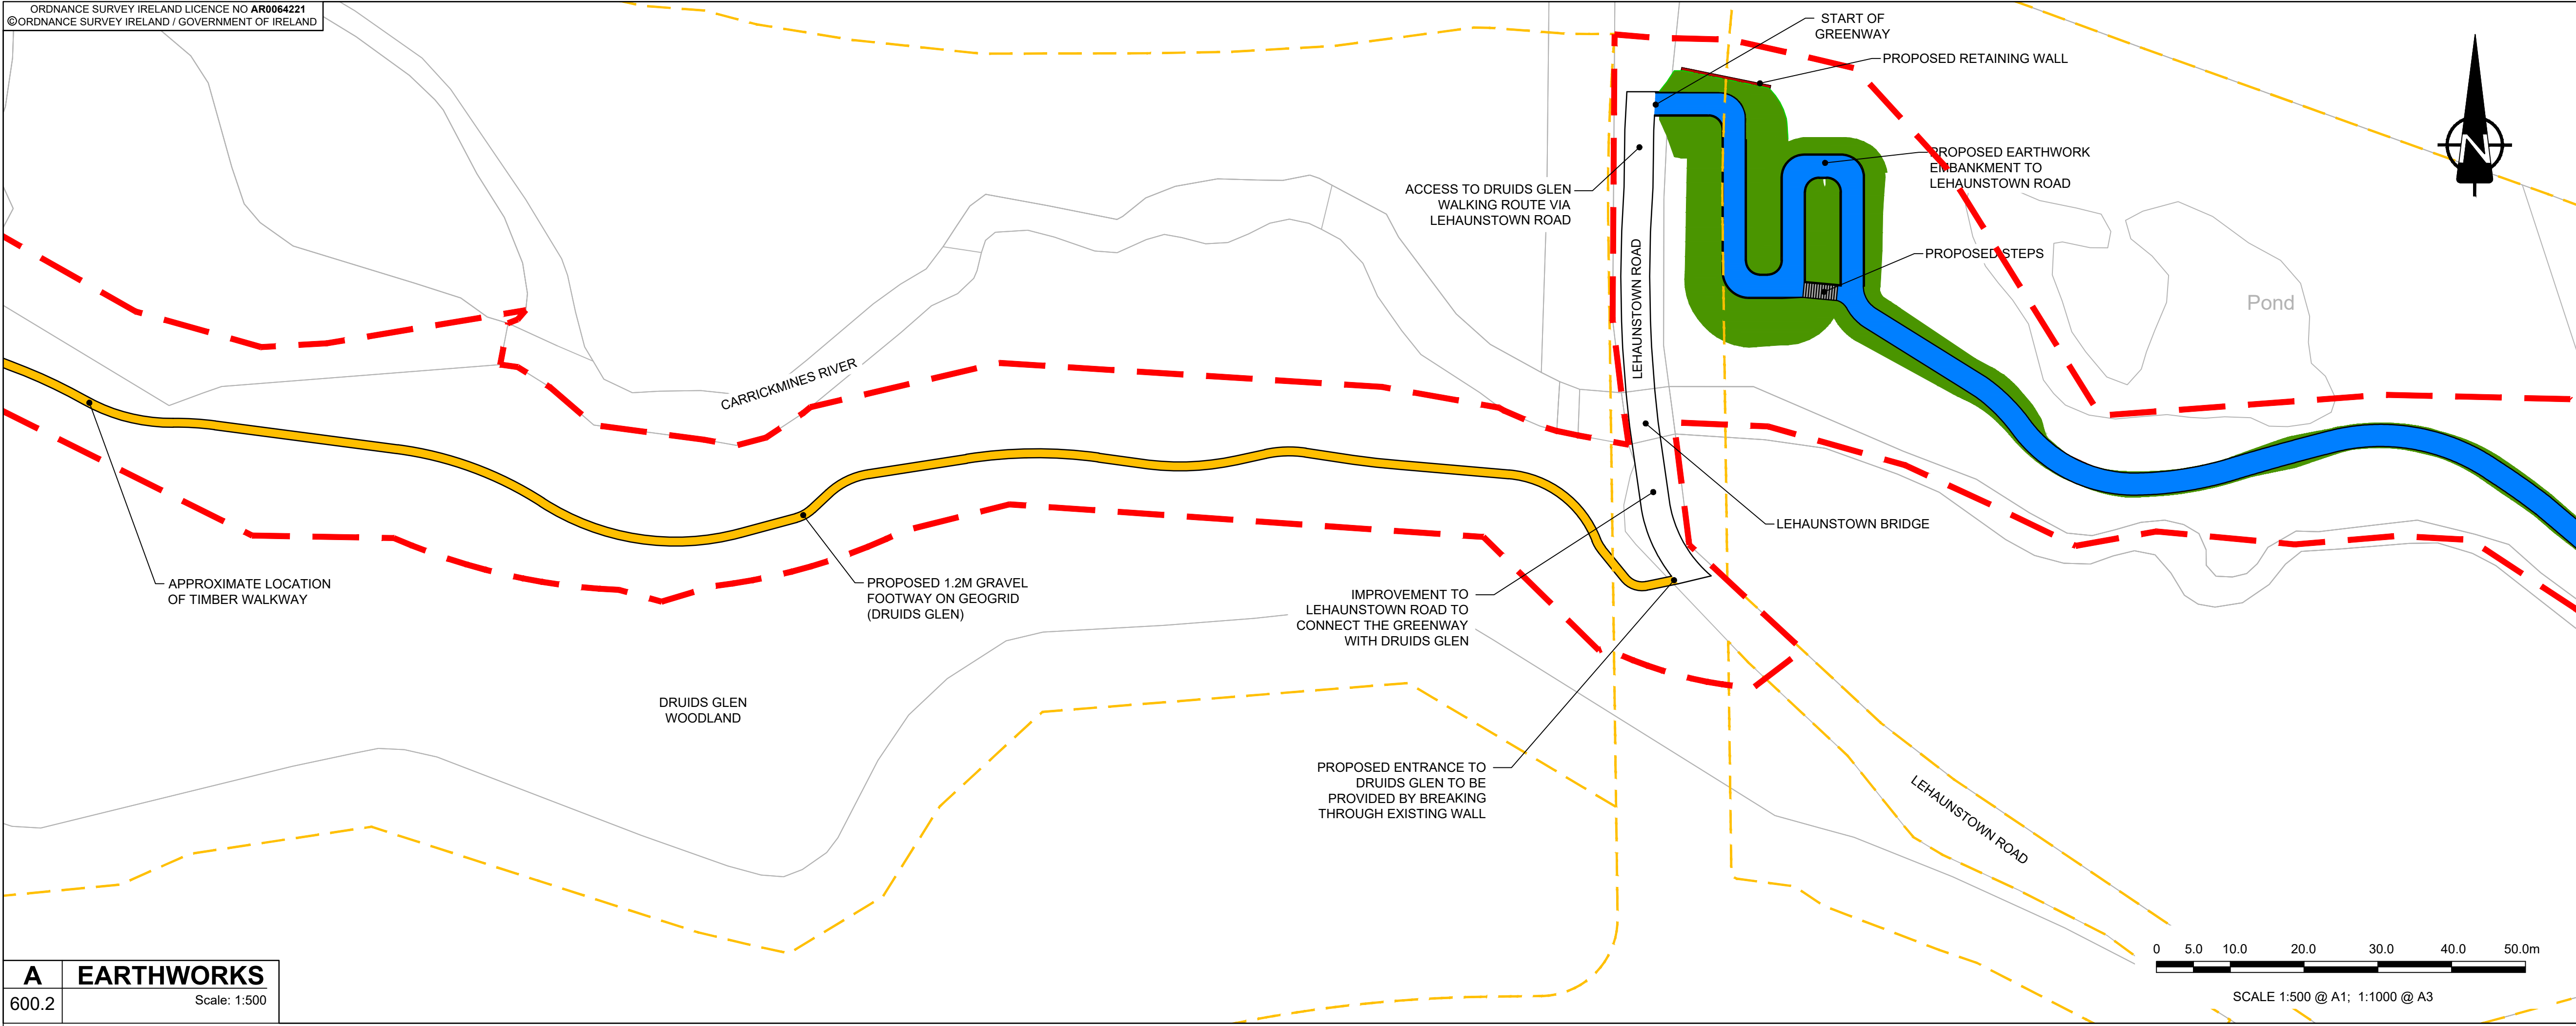 ORDNANCE SURVEY IRELAND LICENCE NO AR0064221
©ORDNANCE SURVEY IRELAND / GOVERNMENT OF IRELAND
START OF
GREENWAY
PROPOSED RETAINING WALL
N
PROPOSED EARTHWORK
EMBANKMENT TO
LEHAUNSTOWN ROAD
ACCESS TO DRUIDS GLEN
WALKING ROUTE VIA
LEHAUNSTOWN ROAD
PROPOSED STEPS
LEHAUNSTOWN ROAD
Pond
CARRICKMINES RIVER
LEHAUNSTOWN BRIDGE
APPROXIMATE LOCATION
OF TIMBER WALKWAY
PROPOSED 1.2M GRAVEL
FOOTWAY ON GEOGRID
(DRUIDS GLEN)
IMPROVEMENT TO
LEHAUNSTOWN ROAD TO
CONNECT THE GREENWAY
WITH DRUIDS GLEN
DRUIDS GLEN
WOODLAND
PROPOSED ENTRANCE TO
DRUIDS GLEN TO BE
PROVIDED BY BREAKING
THROUGH EXISTING WALL
LEHAUNSTOWN ROAD
0 5.0 10.0 20.0 30.0 40.0 50.0m
SCALE 1:500 @ A1; 1:1000 @ A3
A EARTHWORKS
600.2 Scale: 1:500